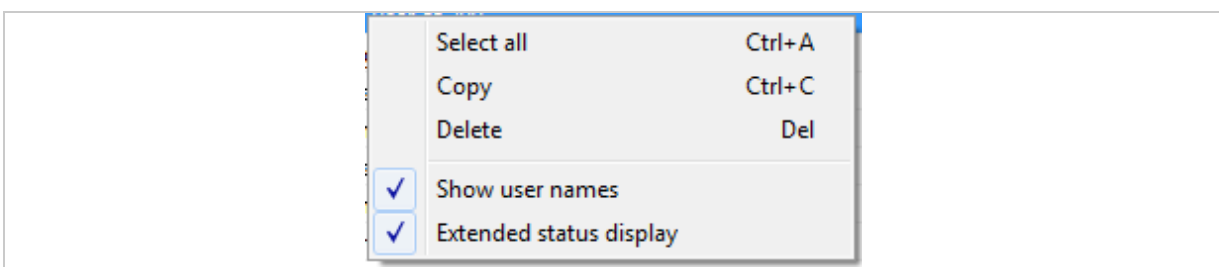 Select all Ctrl+A
Copy Ctrl+C
Delete Del
Show user names
Extended status display